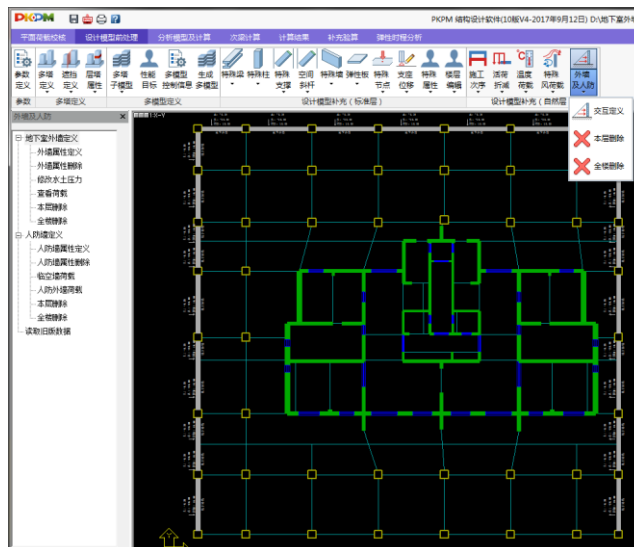 PKPM
PKPM 结构设计软件(10版V4-2017年9月12日) D:\地下室外墙
平面荷载校核 设计模型前处理 分析模型及计算 次梁计算 计算结果 补充验算 弹性时程分析
参数定义 多塔定义 遮挡定义 层塔属性 多塔子模型 性能目标 多模型控制信息 生成多模型 特殊梁 特殊柱 特殊支撑 空间斜杆 特殊墙 弹性板 特殊节点 支座位移 特殊属性 楼层编辑 施工次序 活荷折减 温度荷载 特殊风荷载 外墙及人防
参数 多塔定义 多模型定义 设计模型补充（标准层） 设计模型补充（自然层
交互定义
本层删除
全楼删除
外墙及人防
地下室外墙定义
外墙属性定义
外墙属性删除
修改水土压力
查看荷载
本层删除
全楼删除
人防墙定义
人防墙属性定义
人防墙属性删除
临空墙荷载
人防外墙荷载
本层删除
全楼删除
读取旧版数据